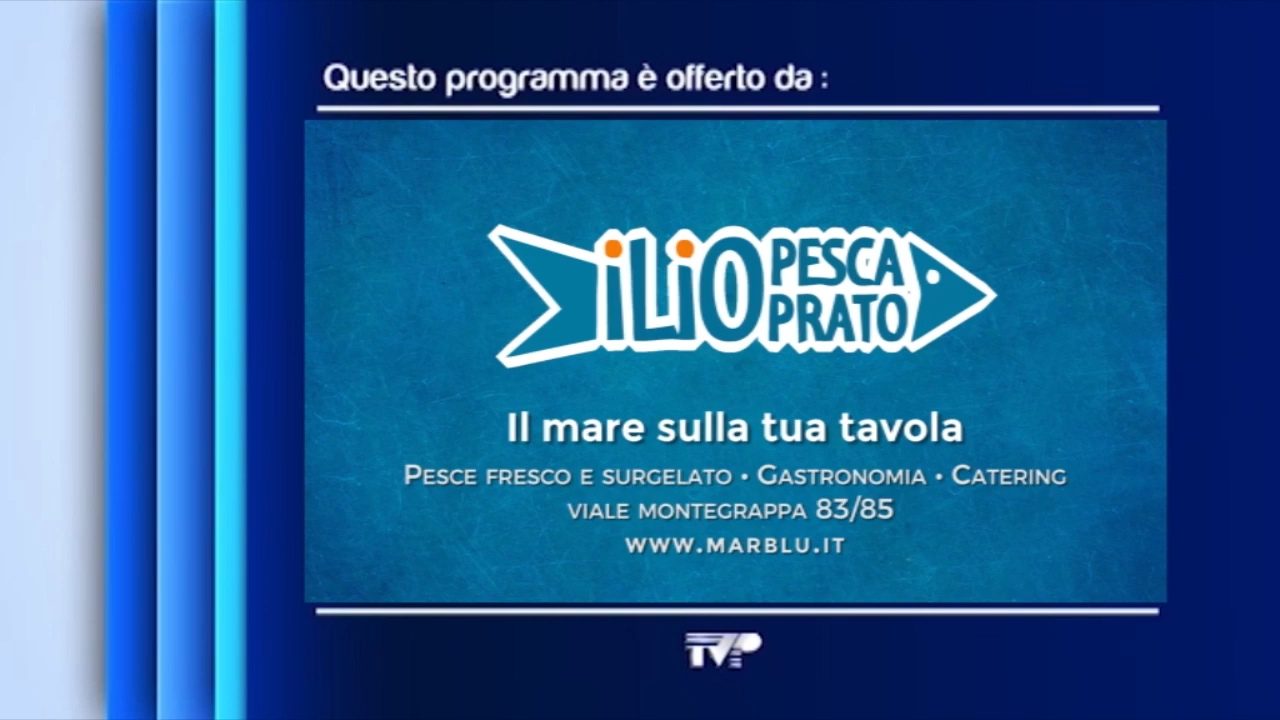 Questo programma è offerto da :
iLiO PESCA PRATO
Il mare sulla tua tavola
Pesce fresco e surgelato • Gastronomia • Catering
viale montegrappa 83/85
www.marblu.it
TVP